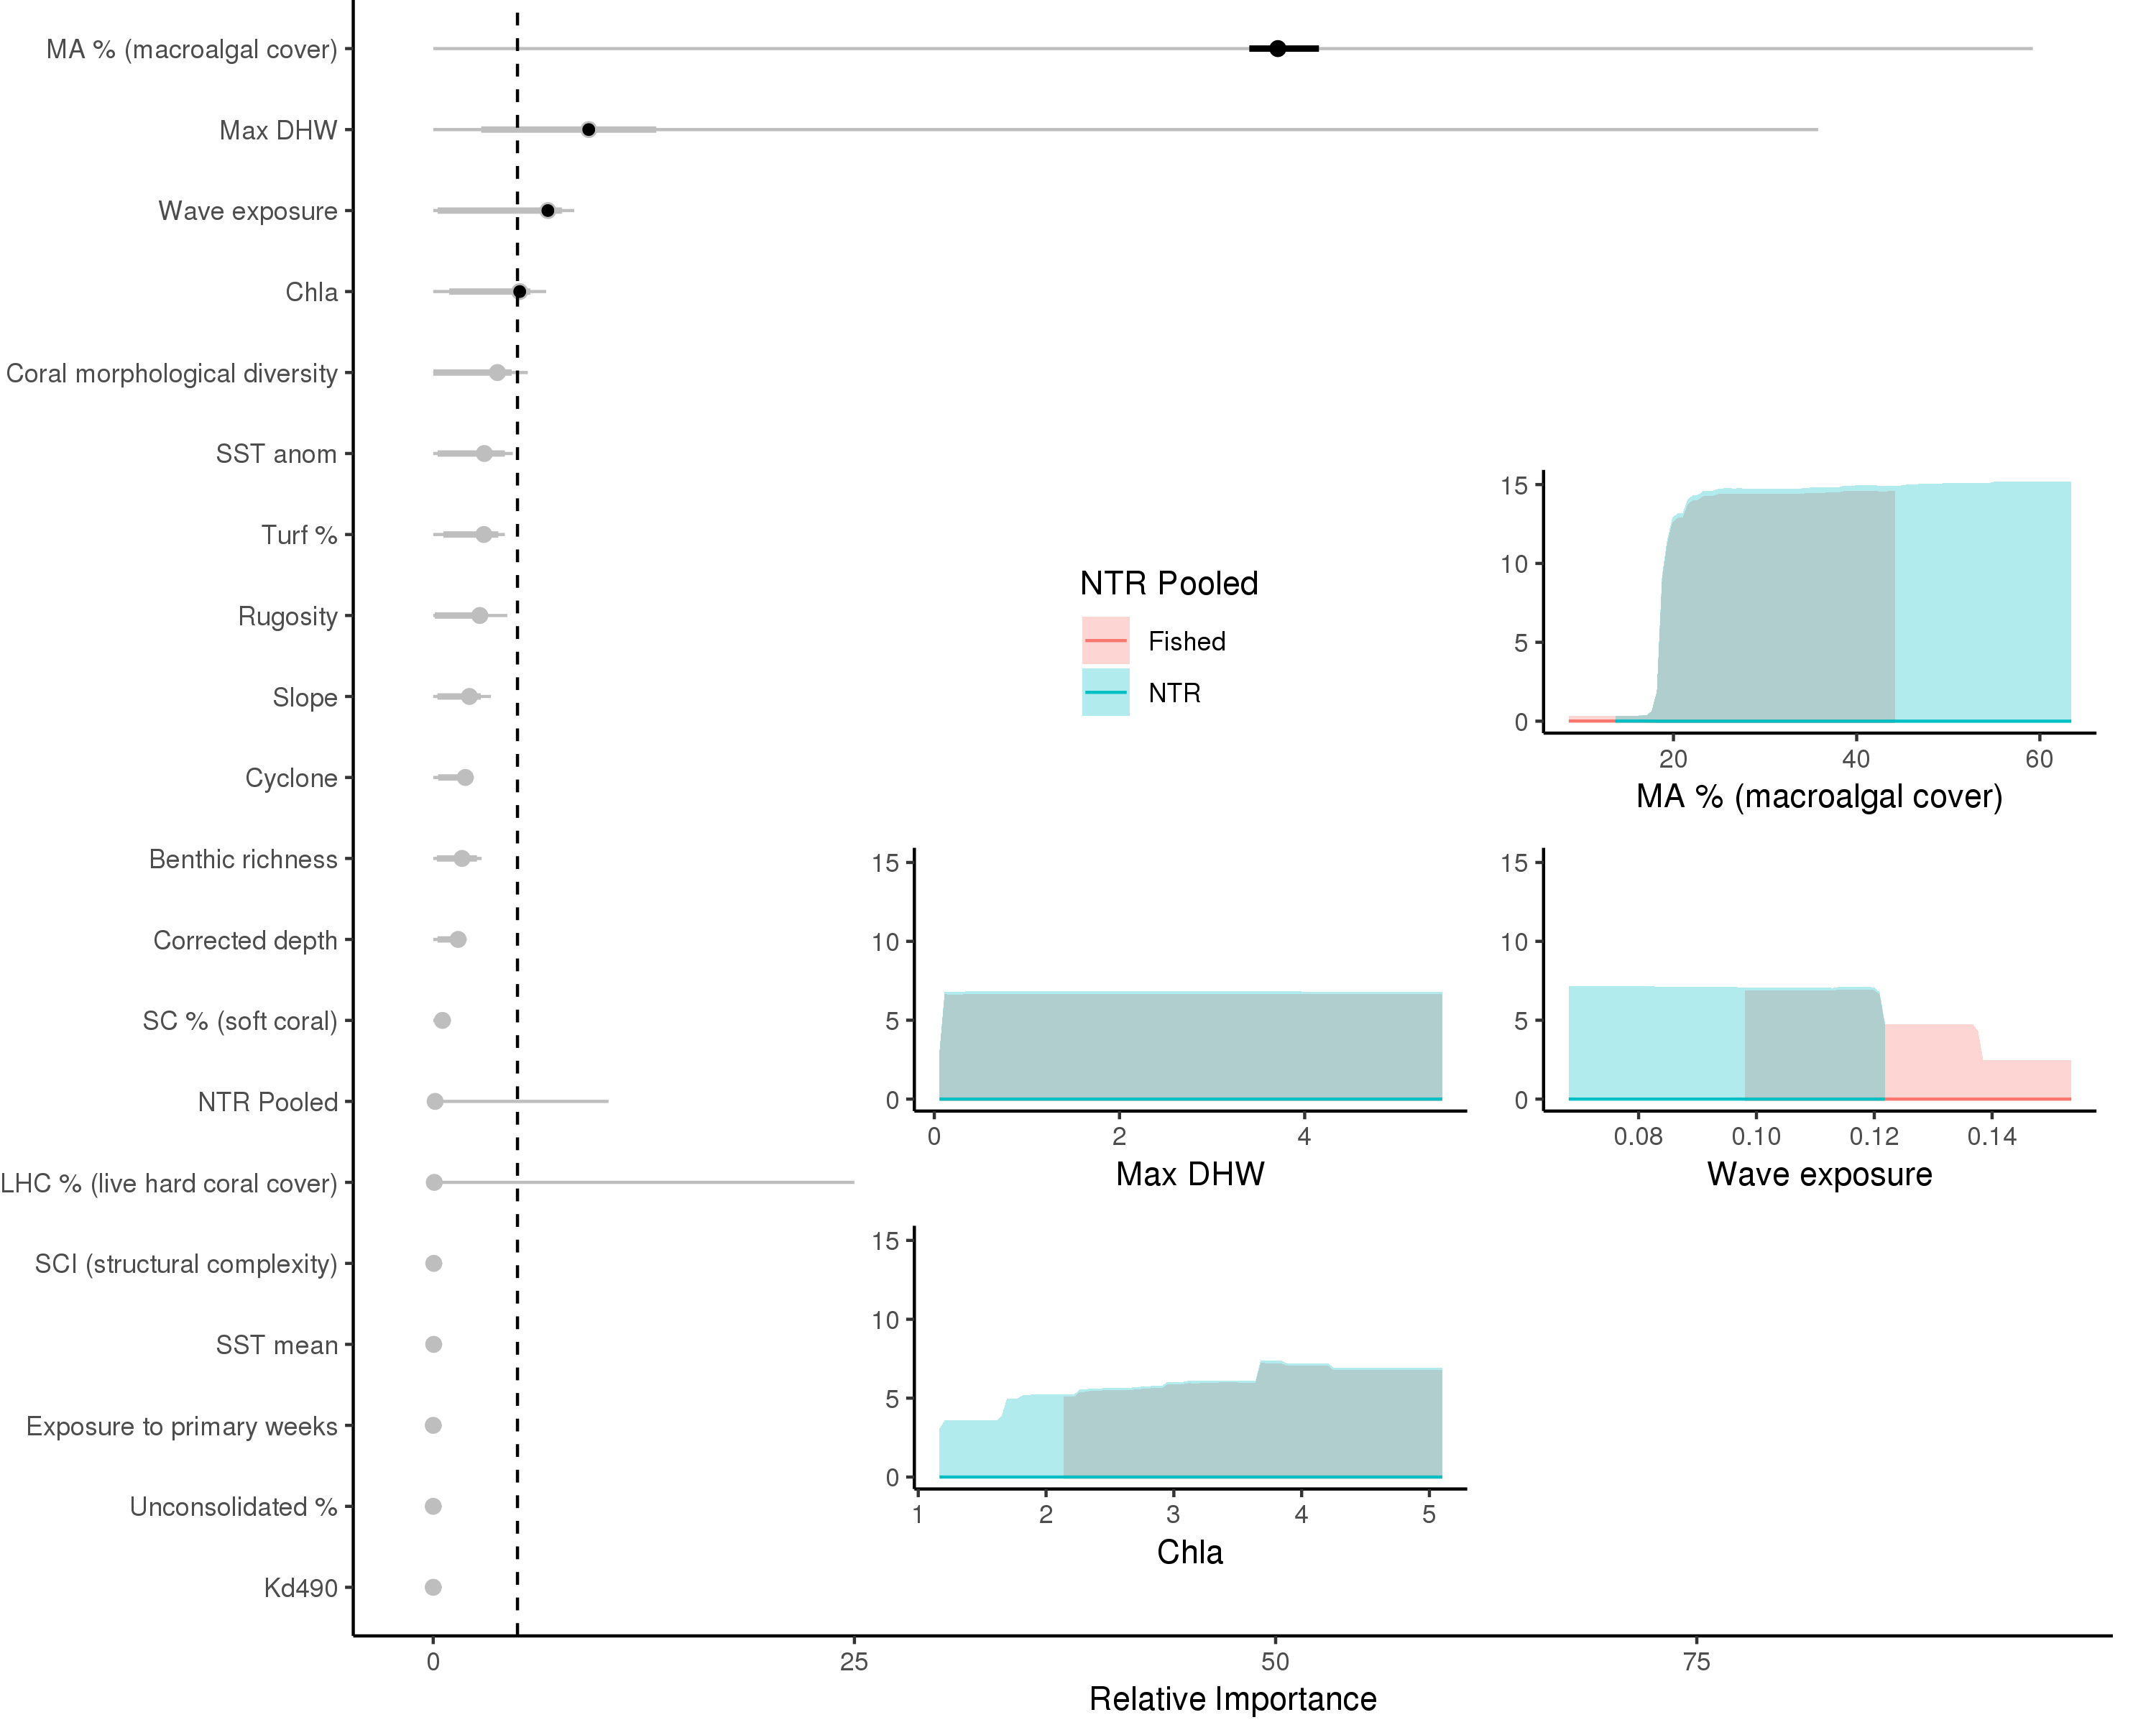 MA % (macroalgal cover)
Max DHW
Wave exposure
Chla
Coral morphological diversity
SST anom
Turf %
Rugosity
Slope
Cyclone
Benthic richness
Corrected depth
SC % (soft coral)
NTR Pooled
LHC % (live hard coral cover)
SCI (structural complexity)
SST mean
Exposure to primary weeks
Unconsolidated %
Kd490
0 25 50 75
Relative Importance
NTR Pooled
Fished
NTR
15
10
5
0
20 40 60
MA % (macroalgal cover)
15
10
5
0
0 2 4
Max DHW
15
10
5
0
0.08 0.10 0.12 0.14
Wave exposure
15
10
5
0
1 2 3 4 5
Chla